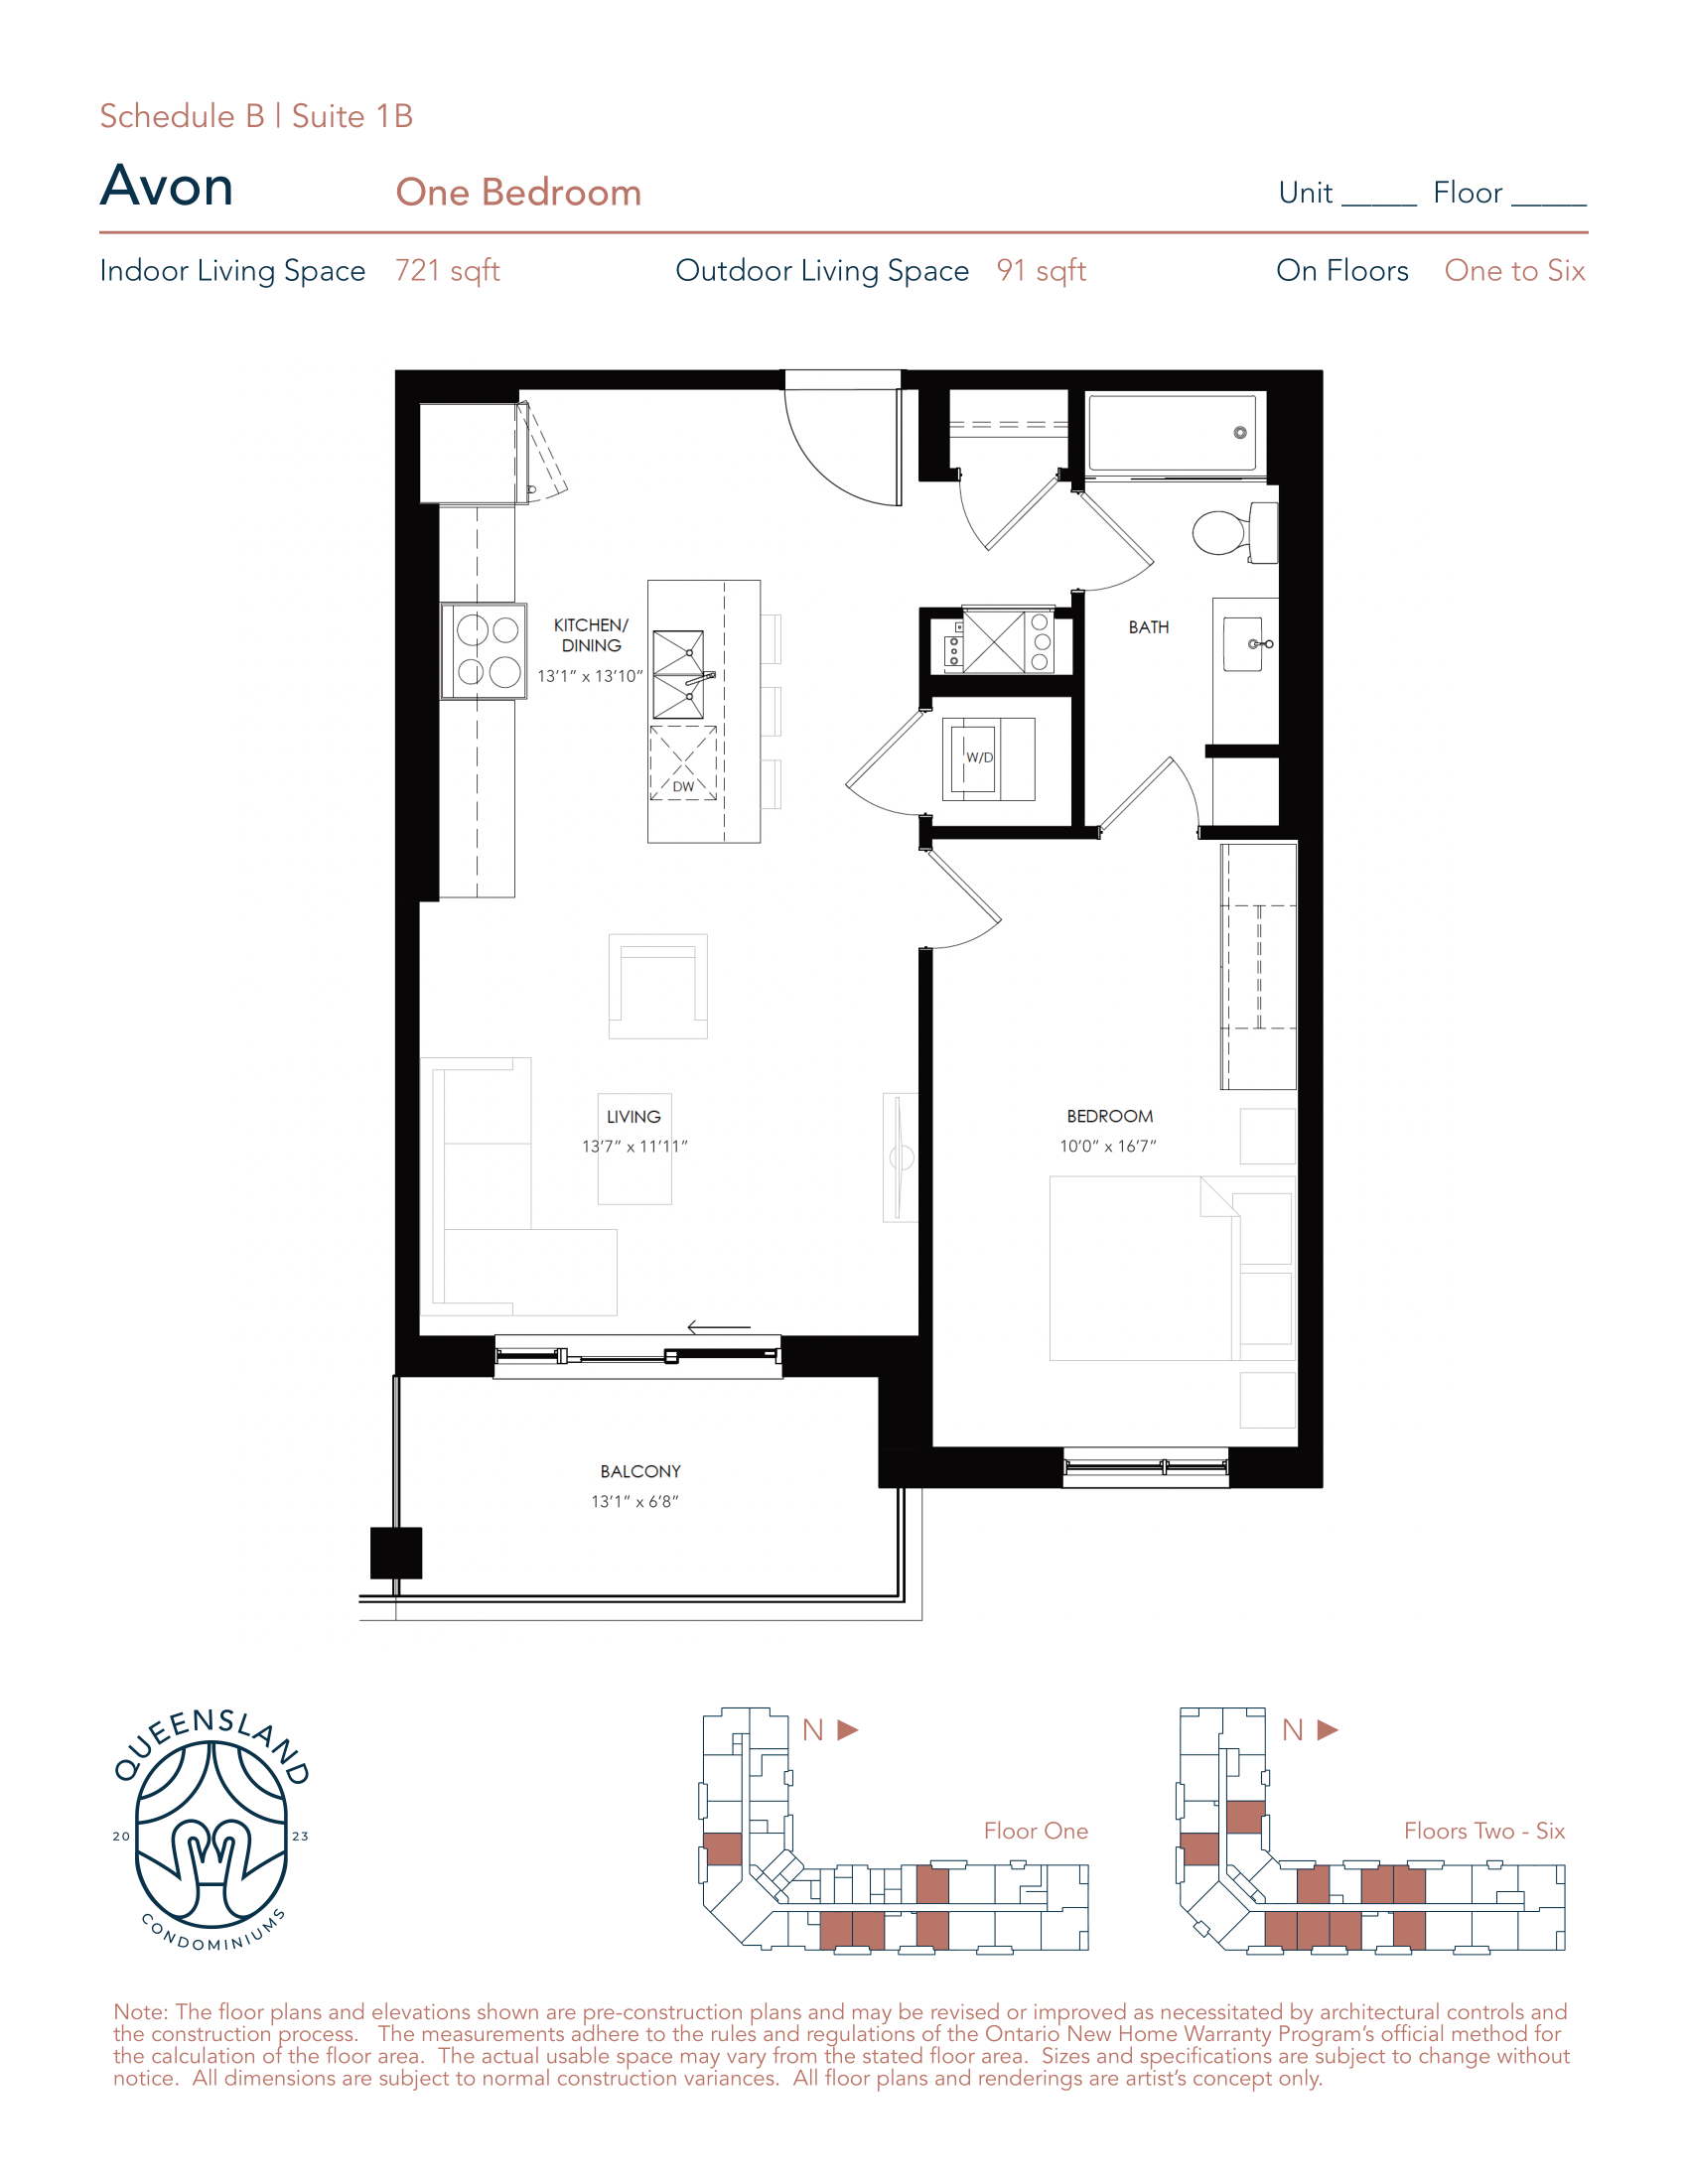 Schedule B | Suite 1B
Avon One Bedroom Unit _____ Floor _____
Indoor Living Space 721 sqft Outdoor Living Space 91 sqft On Floors One to Six
KITCHEN/
DINING
13'1" x 13'10"
BATH
W/D
DW
LIVING
13'7" x 11'11"
BEDROOM
10'0" x 16'7"
BALCONY
13'1" x 6'8"
QUEENSLAND
20 23
CONDOMINIUMS
N
Floor One
N
Floors Two - Six
Note: The floor plans and elevations shown are pre-construction plans and may be revised or improved as necessitated by architectural controls and
the construction process. The measurements adhere to the rules and regulations of the Ontario New Home Warranty Program's official method for
the calculation of the floor area. The actual usable space may vary from the stated floor area. Sizes and specifications are subject to change without
notice. All dimensions are subject to normal construction variances. All floor plans and renderings are artist's concept only.